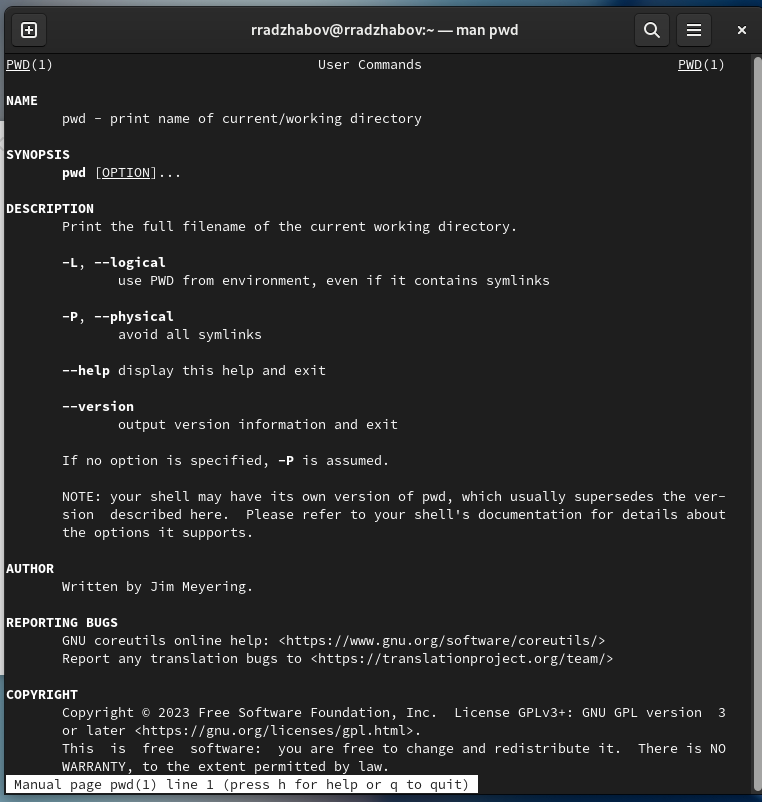 rradzhabov@rradzhabov:~ — man pwd
PWD(1) User Commands PWD(1)
NAME
pwd - print name of current/working directory
SYNOPSIS
pwd [OPTION]...
DESCRIPTION
Print the full filename of the current working directory.
-L, --logical
use PWD from environment, even if it contains symlinks
-P, --physical
avoid all symlinks
--help display this help and exit
--version
output version information and exit
If no option is specified, -P is assumed.
NOTE: your shell may have its own version of pwd, which usually supersedes the ver-
sion described here. Please refer to your shell's documentation for details about
the options it supports.
AUTHOR
Written by Jim Meyering.
REPORTING BUGS
GNU coreutils online help: <https://www.gnu.org/software/coreutils/>
Report any translation bugs to <https://translationproject.org/team/>
COPYRIGHT
Copyright © 2023 Free Software Foundation, Inc. License GPLv3+: GNU GPL version 3
or later <https://gnu.org/licenses/gpl.html>.
This is free software: you are free to change and redistribute it. There is NO
WARRANTY, to the extent permitted by law.
Manual page pwd(1) line 1 (press h for help or q to quit)